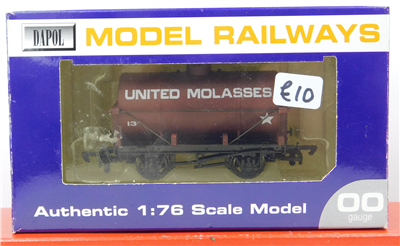 DAPOL
MODEL RAILWAYS
UNITED MOLASSES
£10
13
Authentic 1:76 Scale Model
OO
gauge